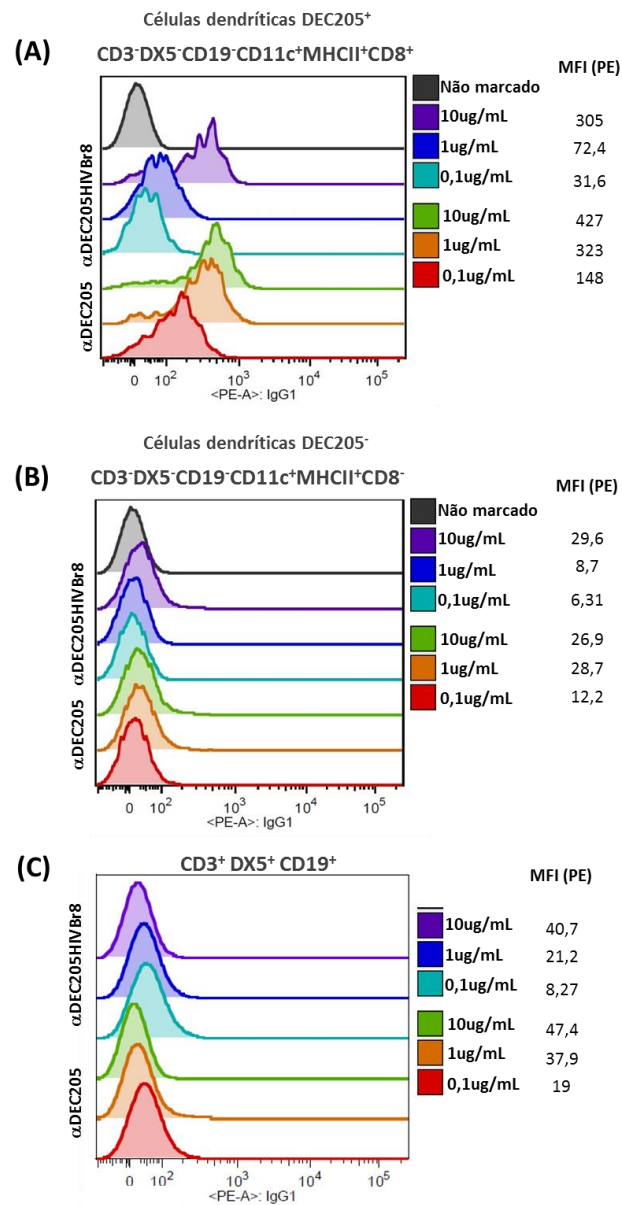 Células dendríticas DEC205⁺
(A)
CD3⁻DX5⁻CD19⁻CD11c⁺MHCII⁺CD8⁺
MFI (PE)
Não marcado
10ug/mL 305
1ug/mL 72,4
0,1ug/mL 31,6
10ug/mL 427
1ug/mL 323
0,1ug/mL 148
αDEC205HIVBr8
αDEC205
0 10² 10³ 10⁴ 10⁵
<PE-A>: IgG1
Células dendríticas DEC205⁻
(B)
CD3⁻DX5⁻CD19⁻CD11c⁺MHCII⁺CD8⁻
MFI (PE)
Não marcado
10ug/mL 29,6
1ug/mL 8,7
0,1ug/mL 6,31
10ug/mL 26,9
1ug/mL 28,7
0,1ug/mL 12,2
αDEC205HIVBr8
αDEC205
0 10² 10³ 10⁴ 10⁵
<PE-A>: IgG1
(C)
CD3⁺ DX5⁺ CD19⁺
MFI (PE)
10ug/mL 40,7
1ug/mL 21,2
0,1ug/mL 8,27
10ug/mL 47,4
1ug/mL 37,9
0,1ug/mL 19
αDEC205HIVBr8
αDEC205
0 10² 10³ 10⁴ 10⁵
<PE-A>: IgG1